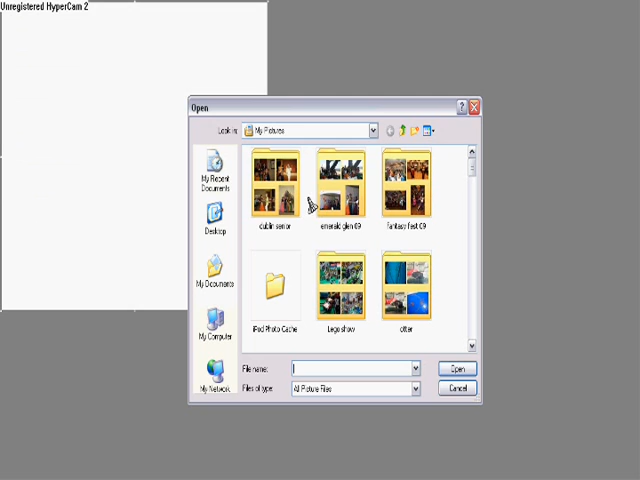 Unregistered HyperCam 2
Open
Look in:
My Pictures
My Recent
Documents
Desktop
My Documents
My Computer
My Network
dublin senior
emerald glen 09
fantasy fest 09
iPod Photo Cache
Lego show
otter
File name:
Open
Files of type:
All Picture Files
Cancel